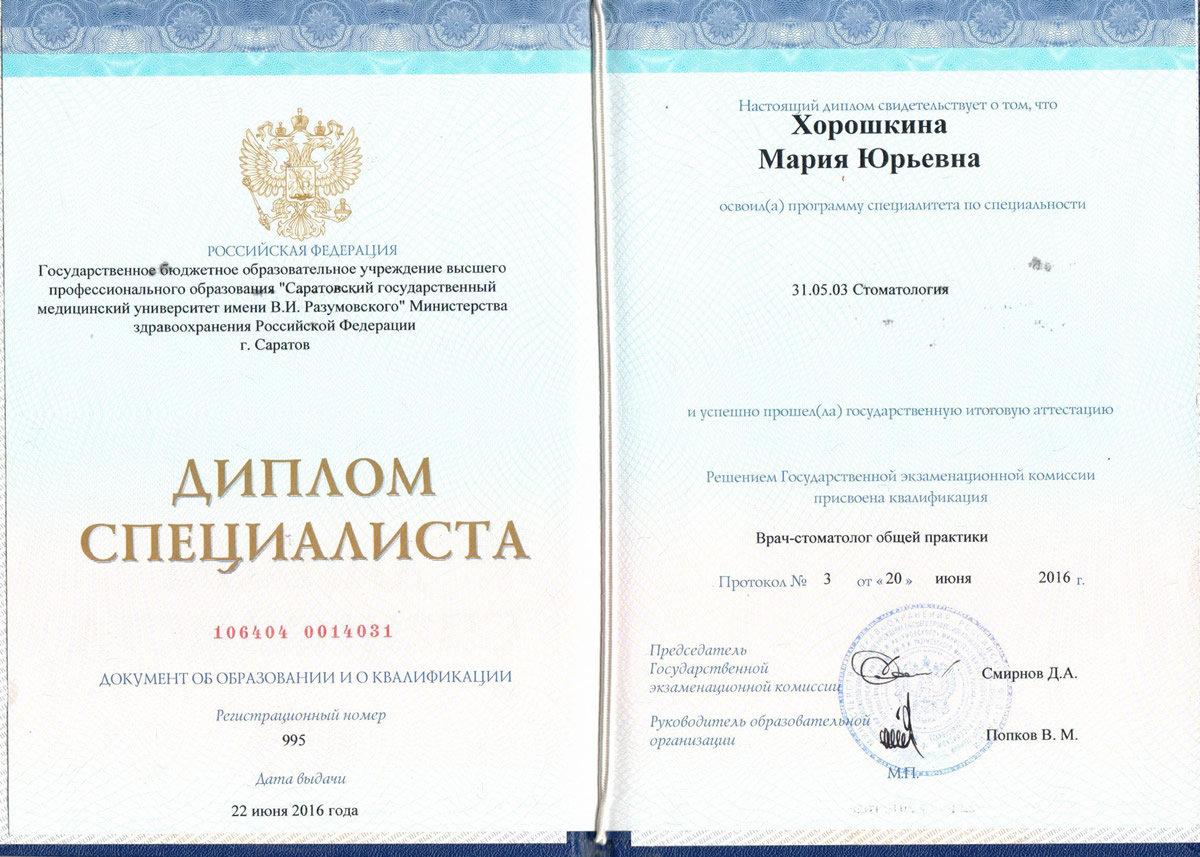 РОССИЙСКАЯ ФЕДЕРАЦИЯ
Государственное бюджетное образовательное учреждение высшего
профессионального образования "Саратовский государственный
медицинский университет имени В.И. Разумовского" Министерства
здравоохранения Российской Федерации
г. Саратов
ДИПЛОМ
СПЕЦИАЛИСТА
106404 0014031
ДОКУМЕНТ ОБ ОБРАЗОВАНИИ И О КВАЛИФИКАЦИИ
Регистрационный номер
995
Дата выдачи
22 июня 2016 года
Настоящий диплом свидетельствует о том, что
Хорошкина
Мария Юрьевна
освоил(а) программу специалитета по специальности
31.05.03 Стоматология
и успешно прошел(ла) государственную итоговую аттестацию
Решением Государственной экзаменационной комиссии
присвоена квалификация
Врач-стоматолог общей практики
Протокол № 3 от « 20 » июня 2016 г.
Председатель
Государственной
экзаменационной комиссии
Смирнов Д.А.
Руководитель образовательной
организации
Попков В. М.
М.П.